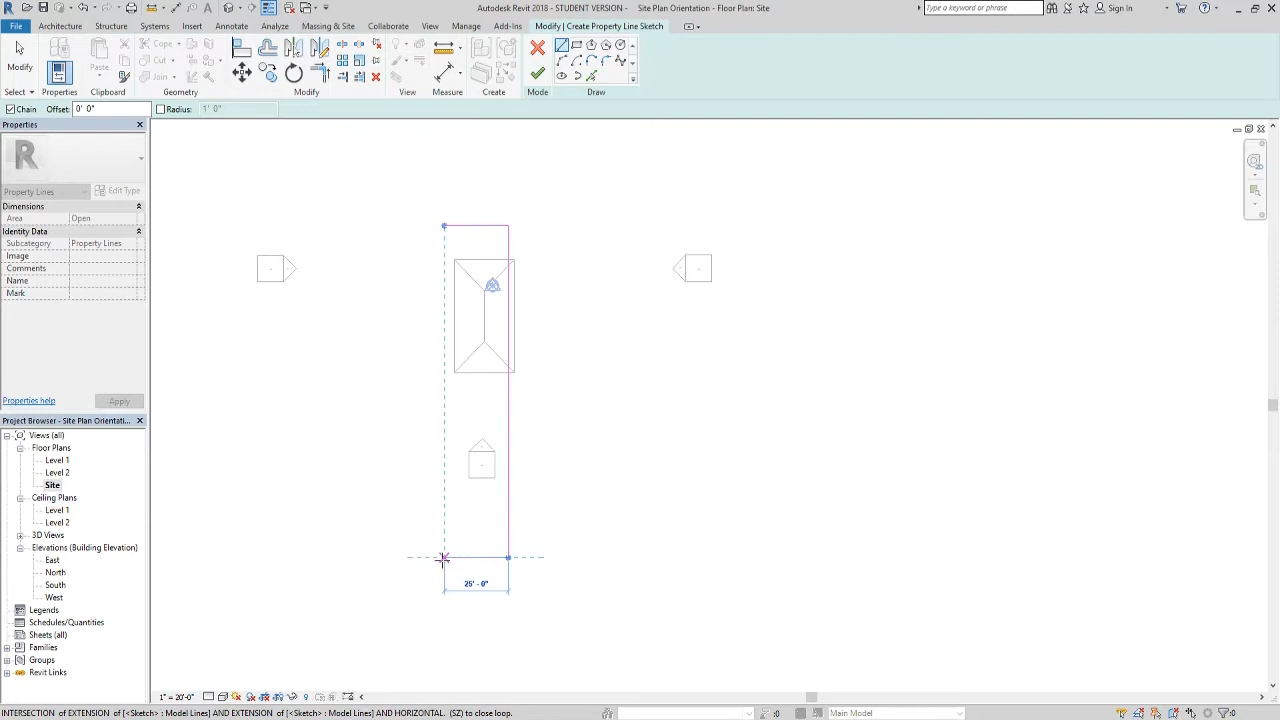 Autodesk Revit 2018 - STUDENT VERSION - Site Plan Orientation - Floor Plan: Site
Type a keyword or phrase
Sign In
File Architecture Structure Systems Insert Annotate Analyze Massing & Site Collaborate View Manage Add-Ins Modify | Create Property Line Sketch
Modify
Paste
Cope
Cut
Join
Select Properties Clipboard Geometry Modify View Measure Create Mode Draw
Chain Offset: 0' 0" Radius: 1' 0"
Properties
R
Property Lines Edit Type
Dimensions
Area Open
Identity Data
Subcategory Property Lines
Image
Comments
Name
Mark
Properties help Apply
Project Browser - Site Plan Orientati...
Views (all)
Floor Plans
Level 1
Level 2
Site
Ceiling Plans
Level 1
Level 2
3D Views
Elevations (Building Elevation)
East
North
South
West
Legends
Schedules/Quantities
Sheets (all)
Families
Groups
Revit Links
25' - 0"
1" = 20'-0"
INTERSECTION of EXTENSION of [<Sketch> : Model Lines] AND EXTENSION of [<Sketch> : Model Lines] AND HORIZONTAL. (SZ) to close loop.
:0
Main Model
:0